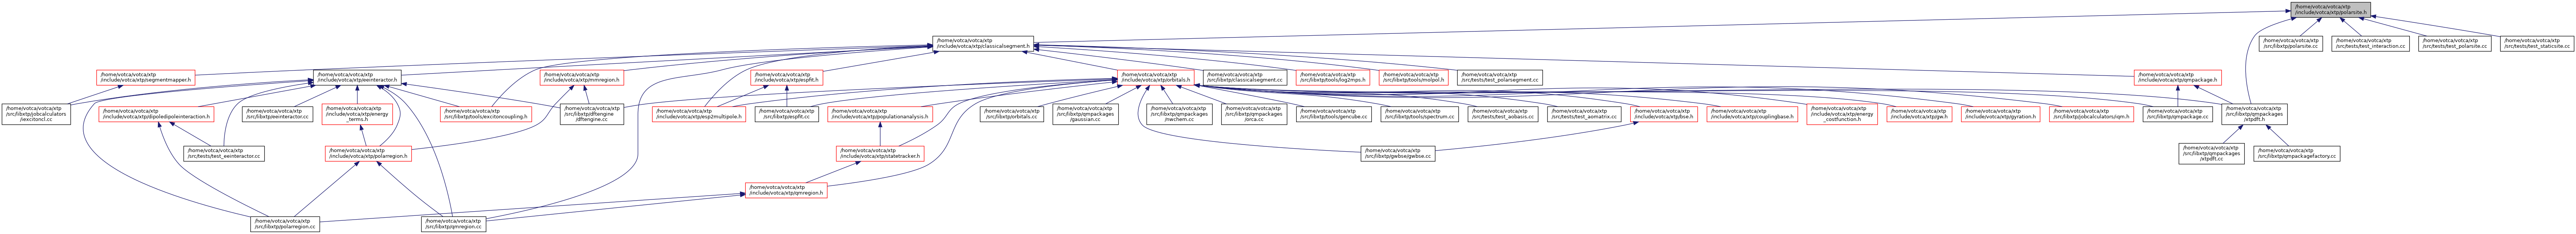 /home/votca/votca/xtp
/include/votca/xtp/polarsite.h
/home/votca/votca/xtp
/include/votca/xtp/classicalsegment.h
/home/votca/votca/xtp
/src/libxtp/polarsite.cc
/home/votca/votca/xtp
/src/tests/test_interaction.cc
/home/votca/votca/xtp
/src/tests/test_polarsite.cc
/home/votca/votca/xtp
/src/tests/test_staticsite.cc
/home/votca/votca/xtp
/include/votca/xtp/segmentmapper.h
/home/votca/votca/xtp
/include/votca/xtp/eeinteractor.h
/home/votca/votca/xtp
/include/votca/xtp/mmregion.h
/home/votca/votca/xtp
/include/votca/xtp/espfit.h
/home/votca/votca/xtp
/include/votca/xtp/orbitals.h
/home/votca/votca/xtp
/src/libxtp/classicalsegment.cc
/home/votca/votca/xtp
/src/libxtp/tools/log2mps.h
/home/votca/votca/xtp
/src/libxtp/tools/molpol.h
/home/votca/votca/xtp
/src/tests/test_polarsegment.cc
/home/votca/votca/xtp
/include/votca/xtp/qmpackage.h
/home/votca/votca/xtp
/src/libxtp/jobcalculators
/iexcitoncl.cc
/home/votca/votca/xtp
/include/votca/xtp/dipoledipoleinteraction.h
/home/votca/votca/xtp
/src/libxtp/eeinteractor.cc
/home/votca/votca/xtp
/include/votca/xtp/energy
_terms.h
/home/votca/votca/xtp
/src/libxtp/tools/excitoncoupling.h
/home/votca/votca/xtp
/src/libxtp/dftengine
/dftengine.cc
/home/votca/votca/xtp
/include/votca/xtp/esp2multipole.h
/home/votca/votca/xtp
/src/libxtp/espfit.cc
/home/votca/votca/xtp
/include/votca/xtp/populationanalysis.h
/home/votca/votca/xtp
/src/libxtp/orbitals.cc
/home/votca/votca/xtp
/src/libxtp/qmpackages
/gaussian.cc
/home/votca/votca/xtp
/src/libxtp/qmpackages
/nwchem.cc
/home/votca/votca/xtp
/src/libxtp/qmpackages
/orca.cc
/home/votca/votca/xtp
/src/libxtp/tools/gencube.cc
/home/votca/votca/xtp
/src/libxtp/tools/spectrum.cc
/home/votca/votca/xtp
/src/tests/test_aobasis.cc
/home/votca/votca/xtp
/src/tests/test_aomatrix.cc
/home/votca/votca/xtp
/include/votca/xtp/bse.h
/home/votca/votca/xtp
/include/votca/xtp/couplingbase.h
/home/votca/votca/xtp
/include/votca/xtp/energy
_costfunction.h
/home/votca/votca/xtp
/include/votca/xtp/gw.h
/home/votca/votca/xtp
/include/votca/xtp/gyration.h
/home/votca/votca/xtp
/src/libxtp/jobcalculators/iqm.h
/home/votca/votca/xtp
/src/libxtp/qmpackage.cc
/home/votca/votca/xtp
/src/libxtp/qmpackages
/xtpdft.h
/home/votca/votca/xtp
/src/tests/test_eeinteractor.cc
/home/votca/votca/xtp
/include/votca/xtp/polarregion.h
/home/votca/votca/xtp
/include/votca/xtp/statetracker.h
/home/votca/votca/xtp
/src/libxtp/gwbse/gwbse.cc
/home/votca/votca/xtp
/src/libxtp/qmpackages
/xtpdft.cc
/home/votca/votca/xtp
/src/libxtp/qmpackagefactory.cc
/home/votca/votca/xtp
/include/votca/xtp/qmregion.h
/home/votca/votca/xtp
/src/libxtp/polarregion.cc
/home/votca/votca/xtp
/src/libxtp/qmregion.cc